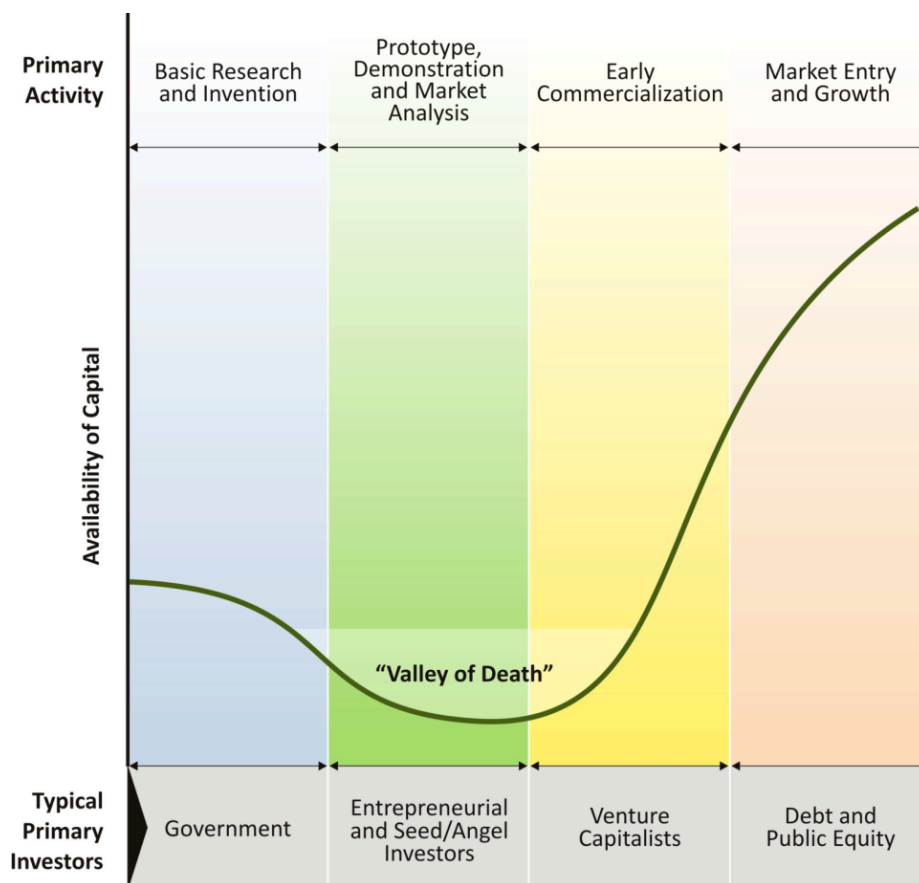 Primary
Activity
Basic Research
and Invention
Prototype,
Demonstration
and Market
Analysis
Early
Commercialization
Market Entry
and Growth
Availability of Capital
“Valley of Death”
Typical
Primary
Investors
Government
Entrepreneurial
and Seed/Angel
Investors
Venture
Capitalists
Debt and
Public Equity